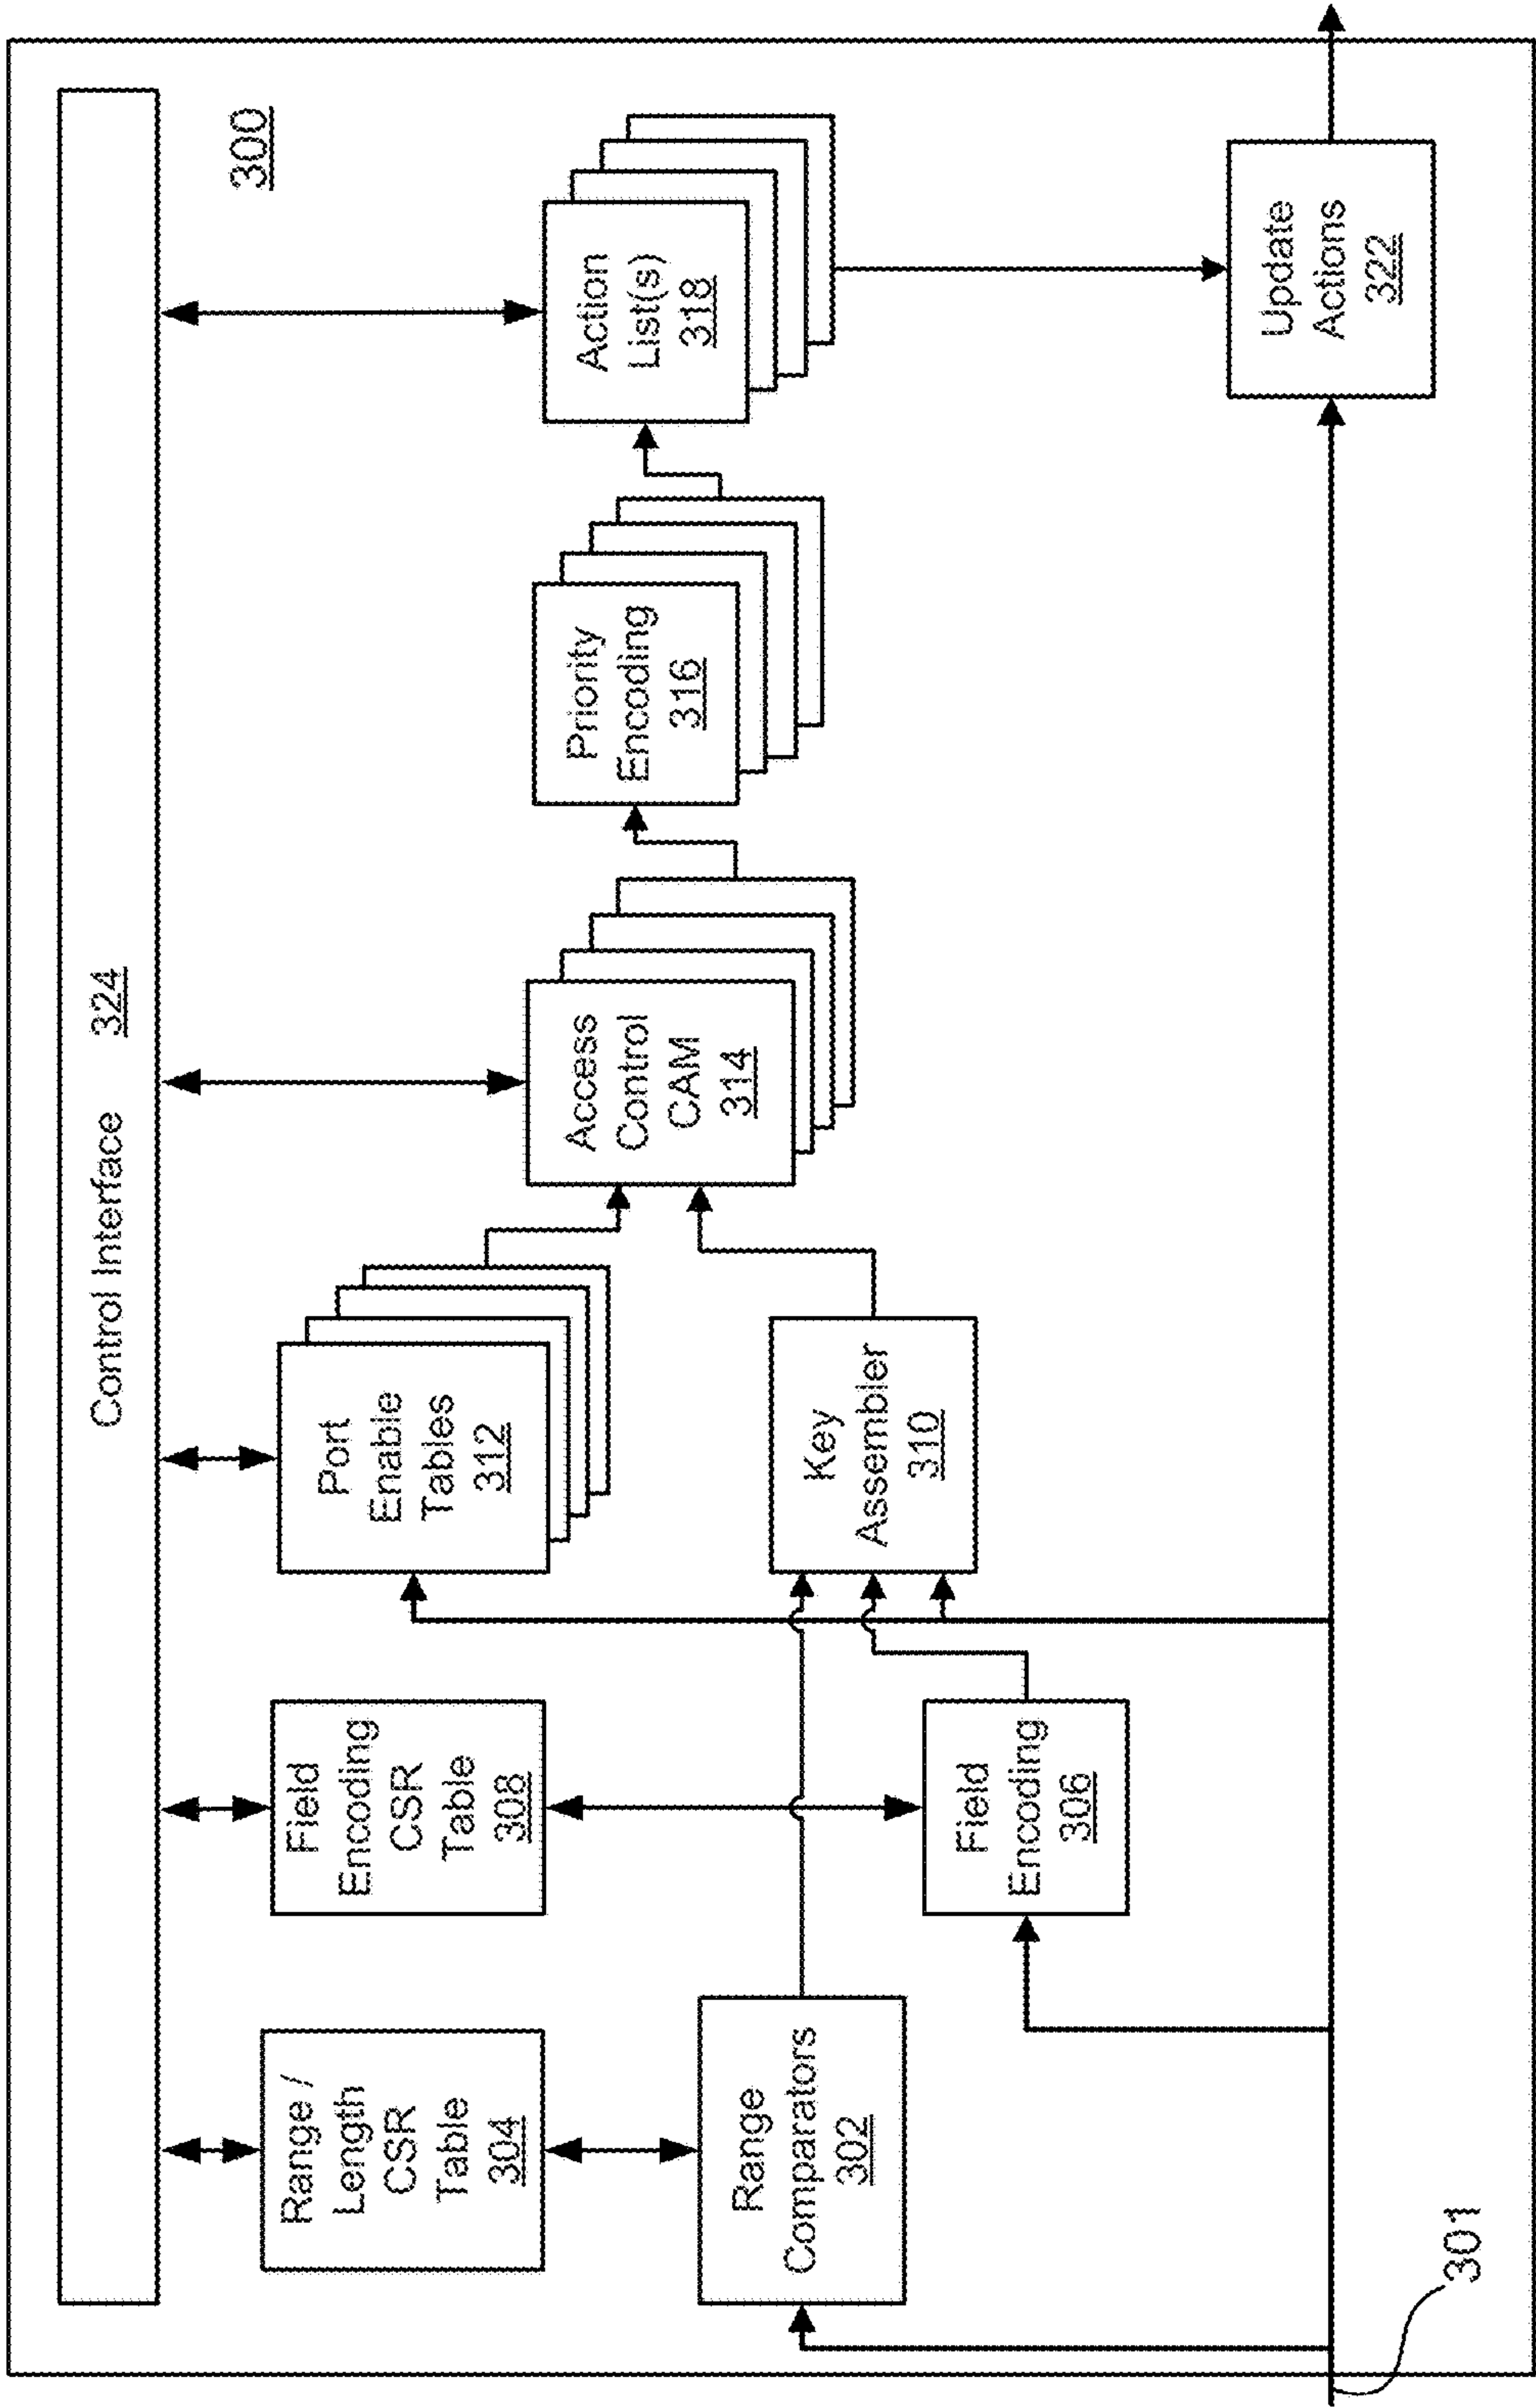 Control Interface 324
300
Range /
Length
CSR
Table
304
Field
Encoding
CSR
Table
308
Port
Enable
Tables
312
Access
Control
CAM
314
Priority
Encoding
316
Action
List(s)
318
Range
Comparators
302
Field
Encoding
306
Key
Assembler
310
Update
Actions
322
301